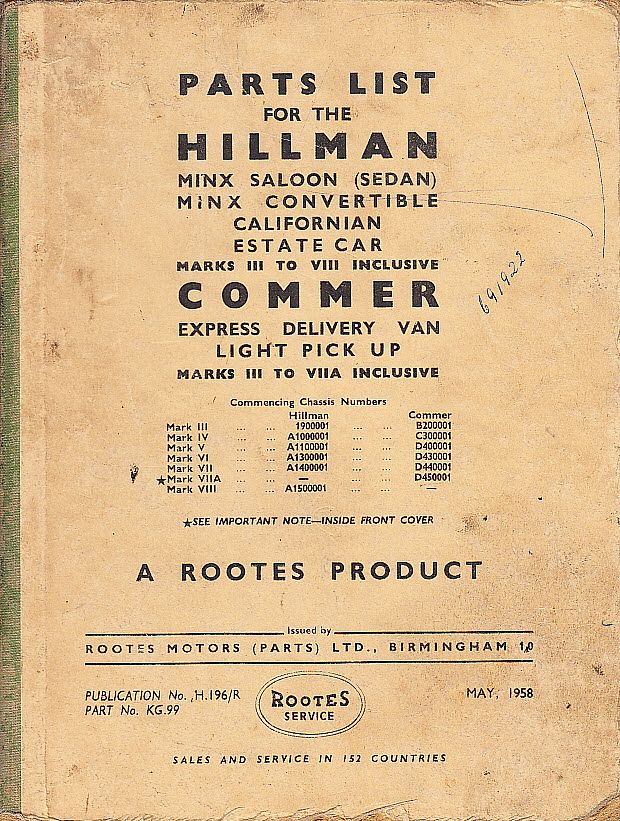 PARTS LIST
FOR THE
HILLMAN
MINX SALOON (SEDAN)
MINX CONVERTIBLE
CALIFORNIAN
ESTATE CAR
MARKS III TO VIII INCLUSIVE
COMMER
EXPRESS DELIVERY VAN
LIGHT PICK UP
MARKS III TO VIIA INCLUSIVE
691922
Commencing Chassis Numbers
Hillman Commer
Mark III ... ... 1900001 ... ... B200001
Mark IV ... ... A1000001 ... ... C300001
Mark V ... ... A1100001 ... ... D400001
Mark VI ... ... A1300001 ... ... D430001
Mark VII ... ... A1400001 ... ... D440001
★Mark VIIA ... ... — ... ... D450001
Mark VIII ... ... A1500001 ... ... —
★SEE IMPORTANT NOTE—INSIDE FRONT COVER
A ROOTES PRODUCT
Issued by
ROOTES MOTORS (PARTS) LTD., BIRMINGHAM 10
PUBLICATION No. H.196/R
PART No. KG.99
ROOTES
SERVICE
MAY, 1958
SALES AND SERVICE IN 152 COUNTRIES